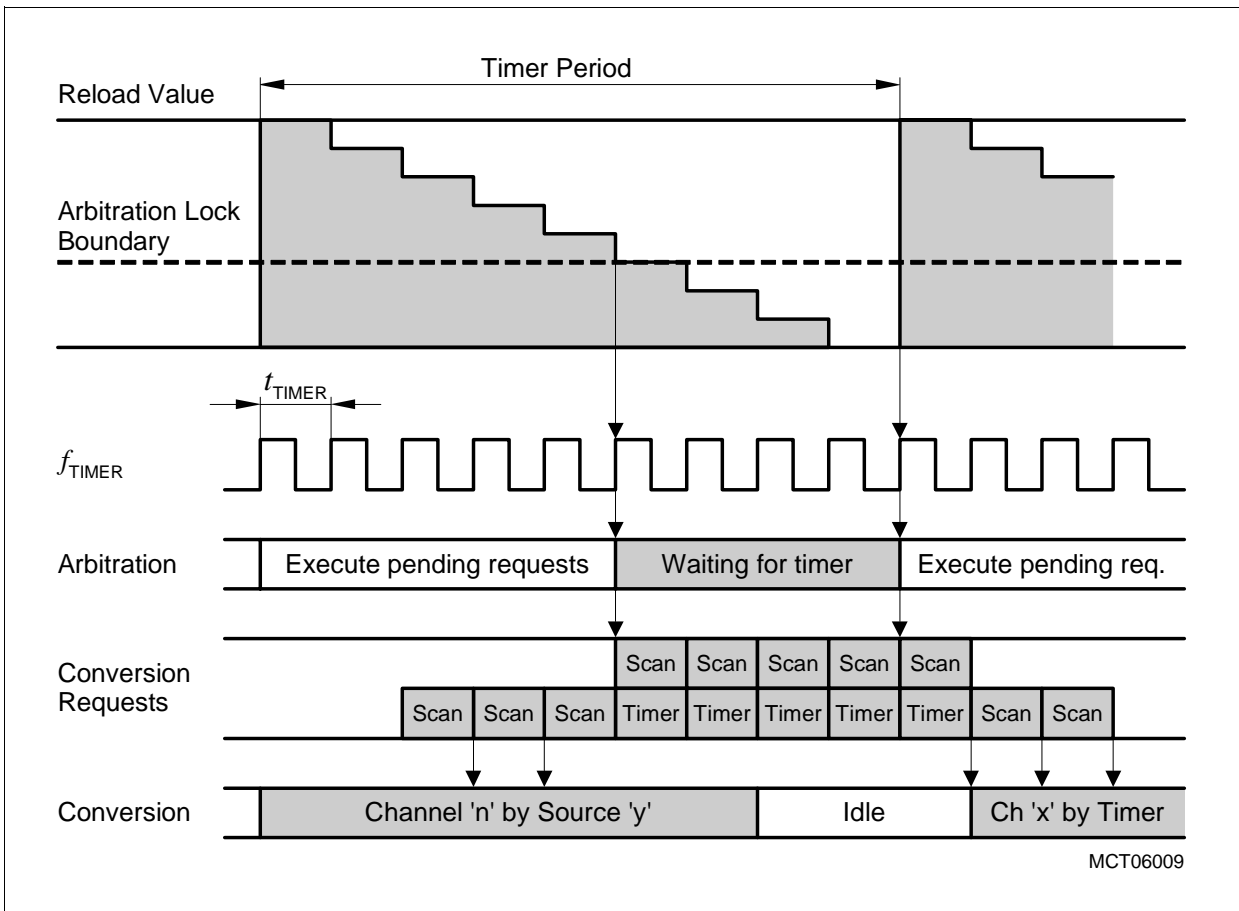 Timer Period
Reload Value
Arbitration Lock
Boundary
tTIMER
fTIMER
Arbitration
Execute pending requests
Waiting for timer
Execute pending req.
Conversion
Requests
Scan Scan Scan Scan Scan
Scan Scan Scan Timer Timer Timer Timer Timer Scan Scan
Conversion
Channel 'n' by Source 'y'
Idle
Ch 'x' by Timer
MCT06009